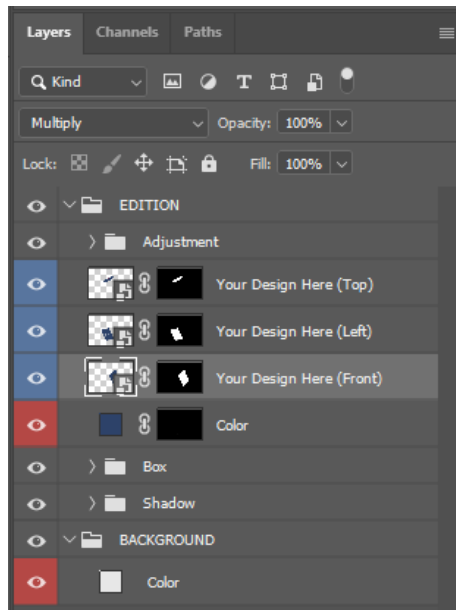 Layers Channels Paths
Kind T
Multiply Opacity: 100%
Lock: Fill: 100%
EDITION
Adjustment
Your Design Here (Top)
Your Design Here (Left)
Your Design Here (Front)
Color
Box
Shadow
BACKGROUND
Color